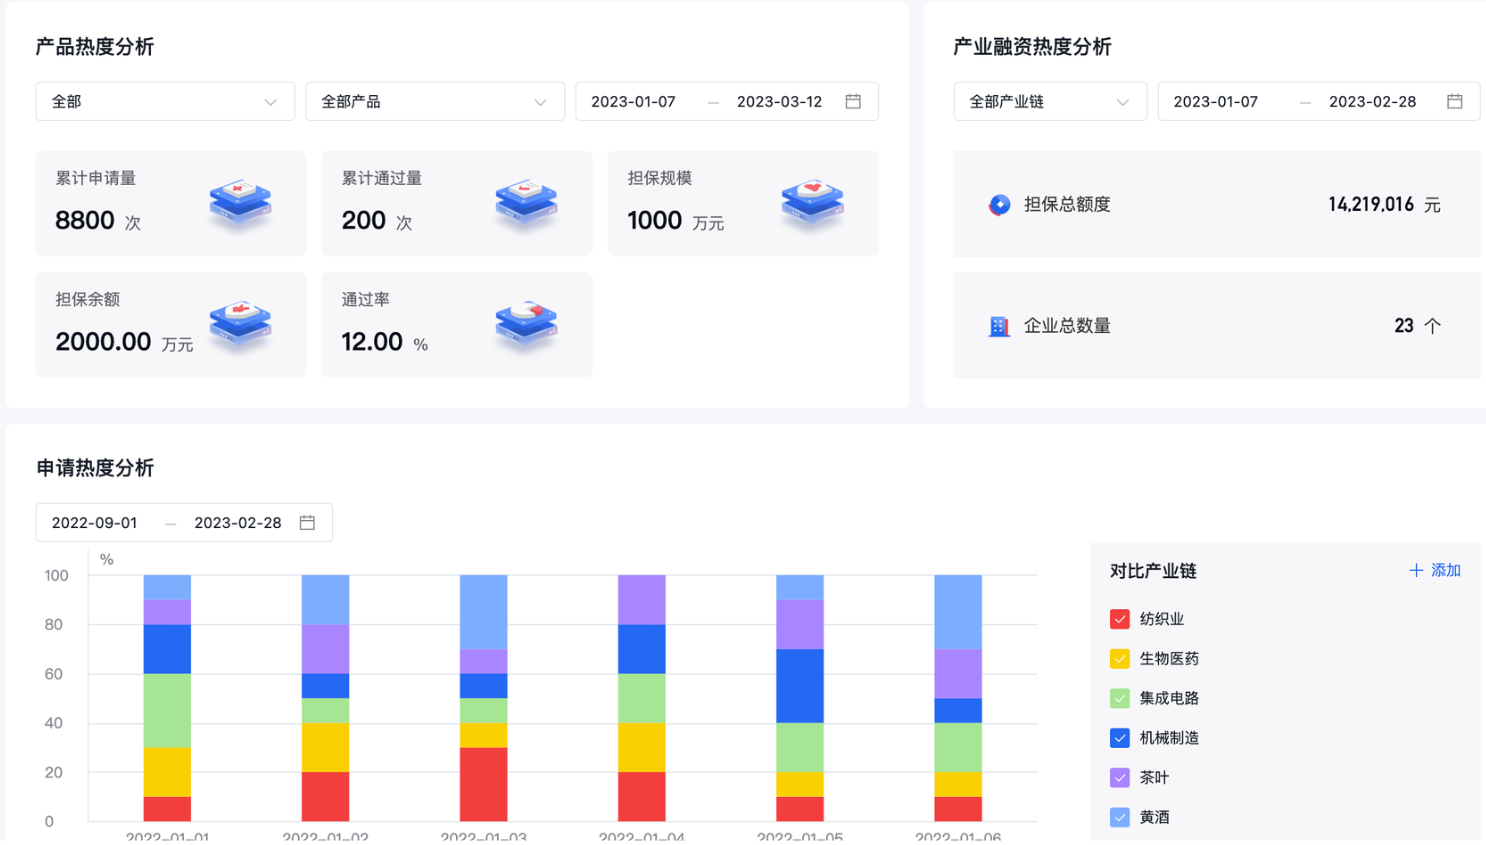 产品热度分析
全部
全部产品
2023-01-07 — 2023-03-12
累计申请量
8800 次
累计通过量
200 次
担保规模
1000 万元
担保余额
2000.00 万元
通过率
12.00 %
产业融资热度分析
全部产业链
2023-01-07 — 2023-02-28
担保总额度
14,219,016 元
企业总数量
23 个
申请热度分析
2022-09-01 — 2023-02-28
%
100
80
60
40
20
0
2022-01-01
2022-01-02
2022-01-03
2022-01-04
2022-01-05
2022-01-06
对比产业链
+ 添加
纺织业
生物医药
集成电路
机械制造
茶叶
黄酒